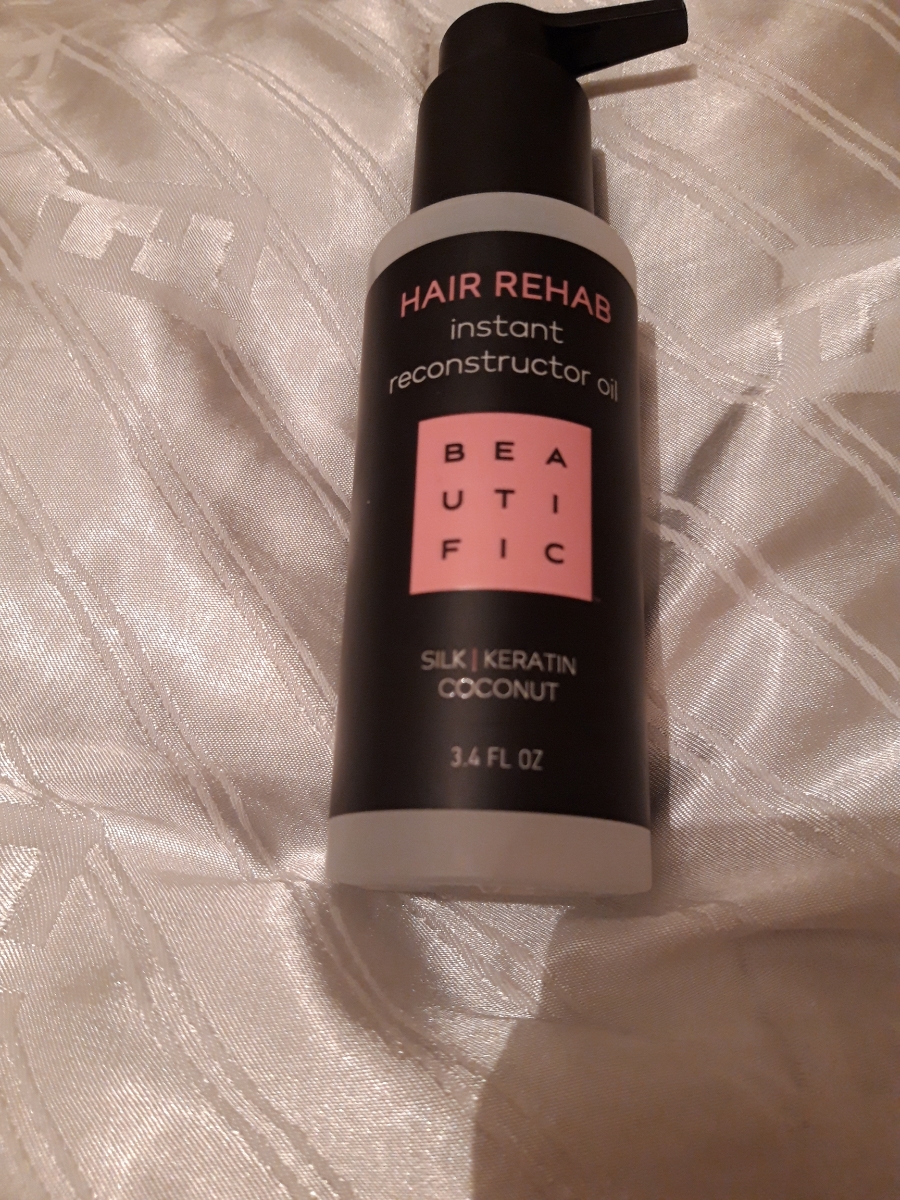 HAIR REHAB
instant
reconstructor oil
BEA
UTI
FIC
SILK | KERATIN
COCONUT
3.4 FL OZ